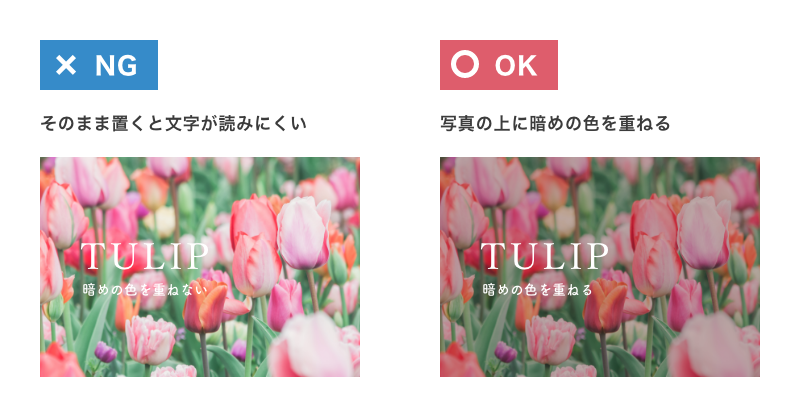 × NG
そのまま置くと文字が読みにくい
TULIP
暗めの色を重ねない
○ OK
写真の上に暗めの色を重ねる
TULIP
暗めの色を重ねる